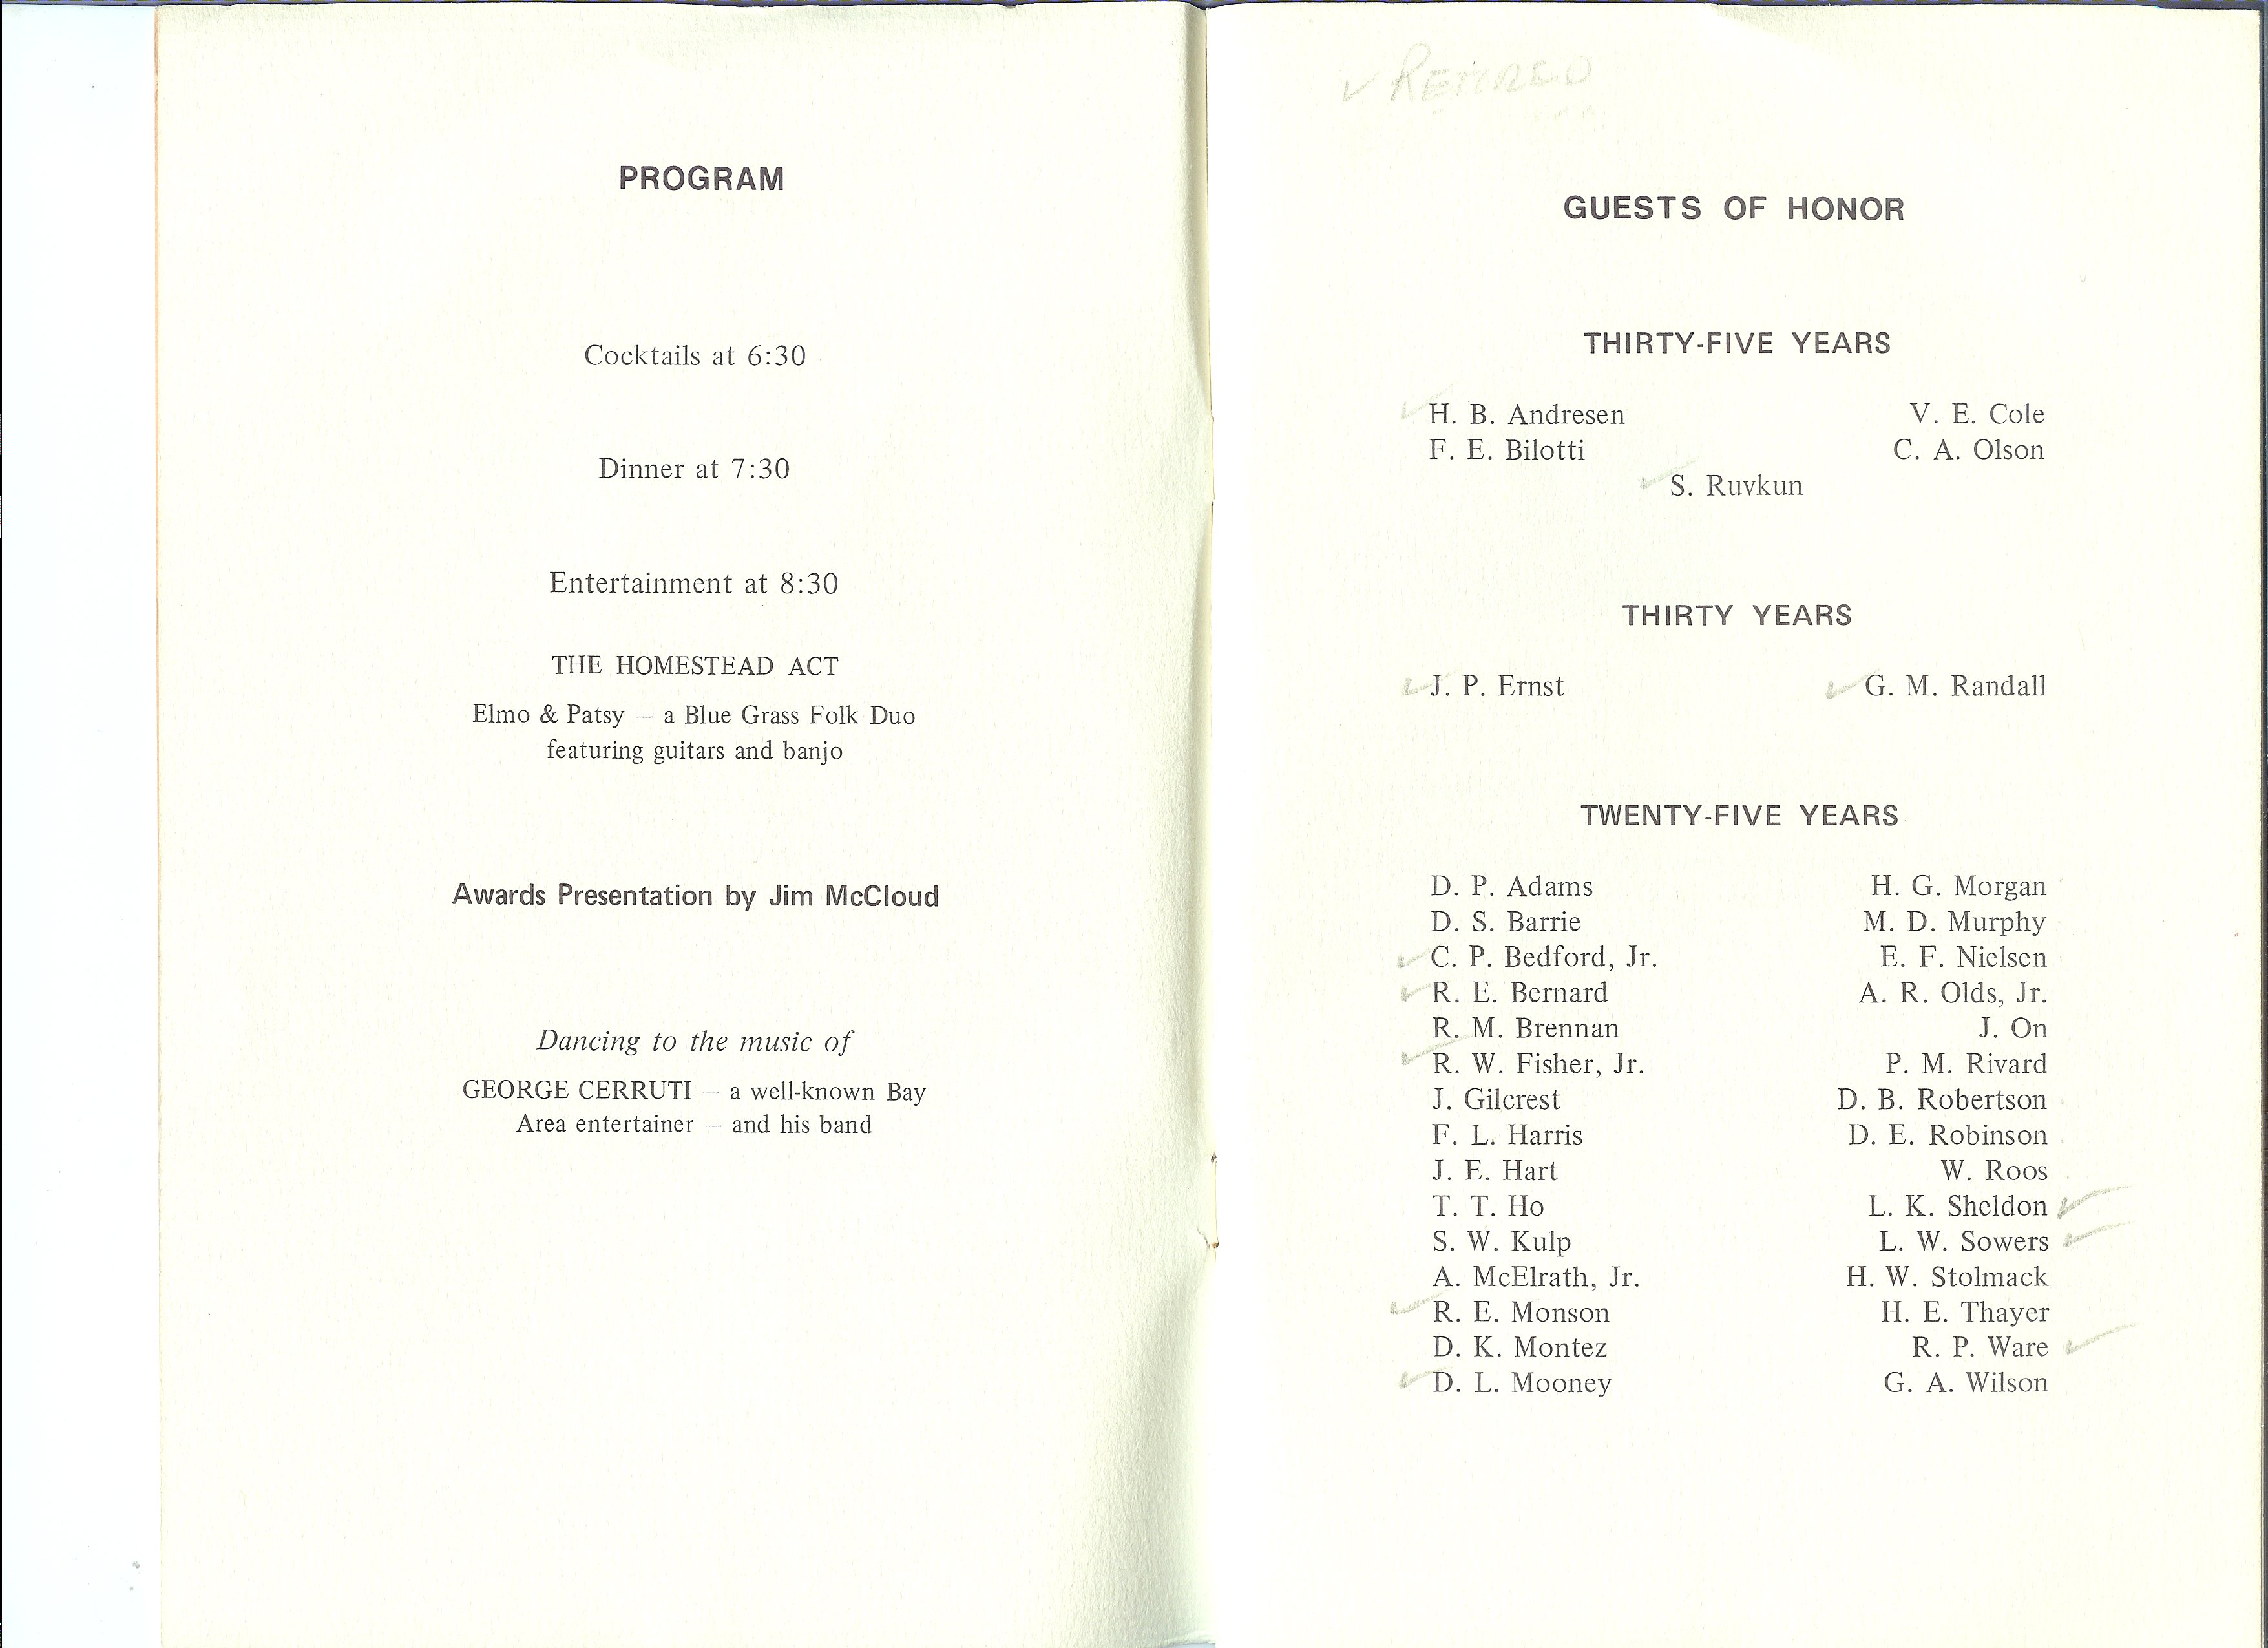 PROGRAM
Cocktails at 6:30
Dinner at 7:30
Entertainment at 8:30
THE HOMESTEAD ACT
Elmo & Patsy – a Blue Grass Folk Duo
featuring guitars and banjo
Awards Presentation by Jim McCloud
Dancing to the music of
GEORGE CERRUTI – a well-known Bay
Area entertainer – and his band
✓ RETIRED
GUESTS OF HONOR
THIRTY-FIVE YEARS
✓ H. B. Andresen V. E. Cole
F. E. Bilotti C. A. Olson
✓ S. Ruvkun
THIRTY YEARS
✓ J. P. Ernst ✓ G. M. Randall
TWENTY-FIVE YEARS
D. P. Adams H. G. Morgan
D. S. Barrie M. D. Murphy
✓ C. P. Bedford, Jr. E. F. Nielsen
✓ R. E. Bernard A. R. Olds, Jr.
R. M. Brennan J. On
✓ R. W. Fisher, Jr. P. M. Rivard
J. Gilcrest D. B. Robertson
F. L. Harris D. E. Robinson
J. E. Hart W. Roos
T. T. Ho L. K. Sheldon ✓
S. W. Kulp L. W. Sowers ✓
A. McElrath, Jr. H. W. Stolmack
✓ R. E. Monson H. E. Thayer
D. K. Montez R. P. Ware ✓
✓ D. L. Mooney G. A. Wilson